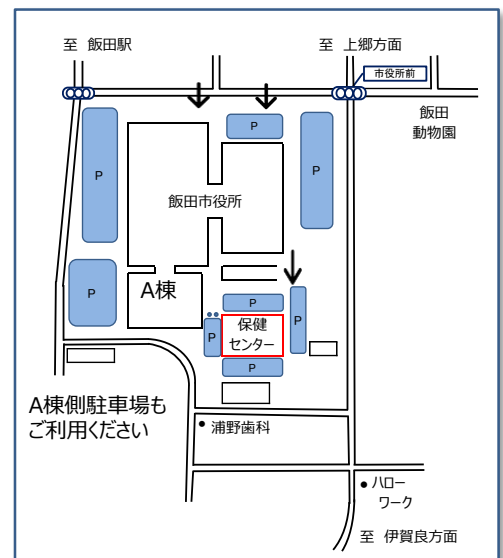 至 飯田駅
至 上郷方面
市役所前
飯田
動物園
P
P
P
飯田市役所
A棟
P
P
P
P
保健
センター
P
A棟側駐車場も
ご利用ください
浦野歯科
ハロー
ワーク
至 伊賀良方面